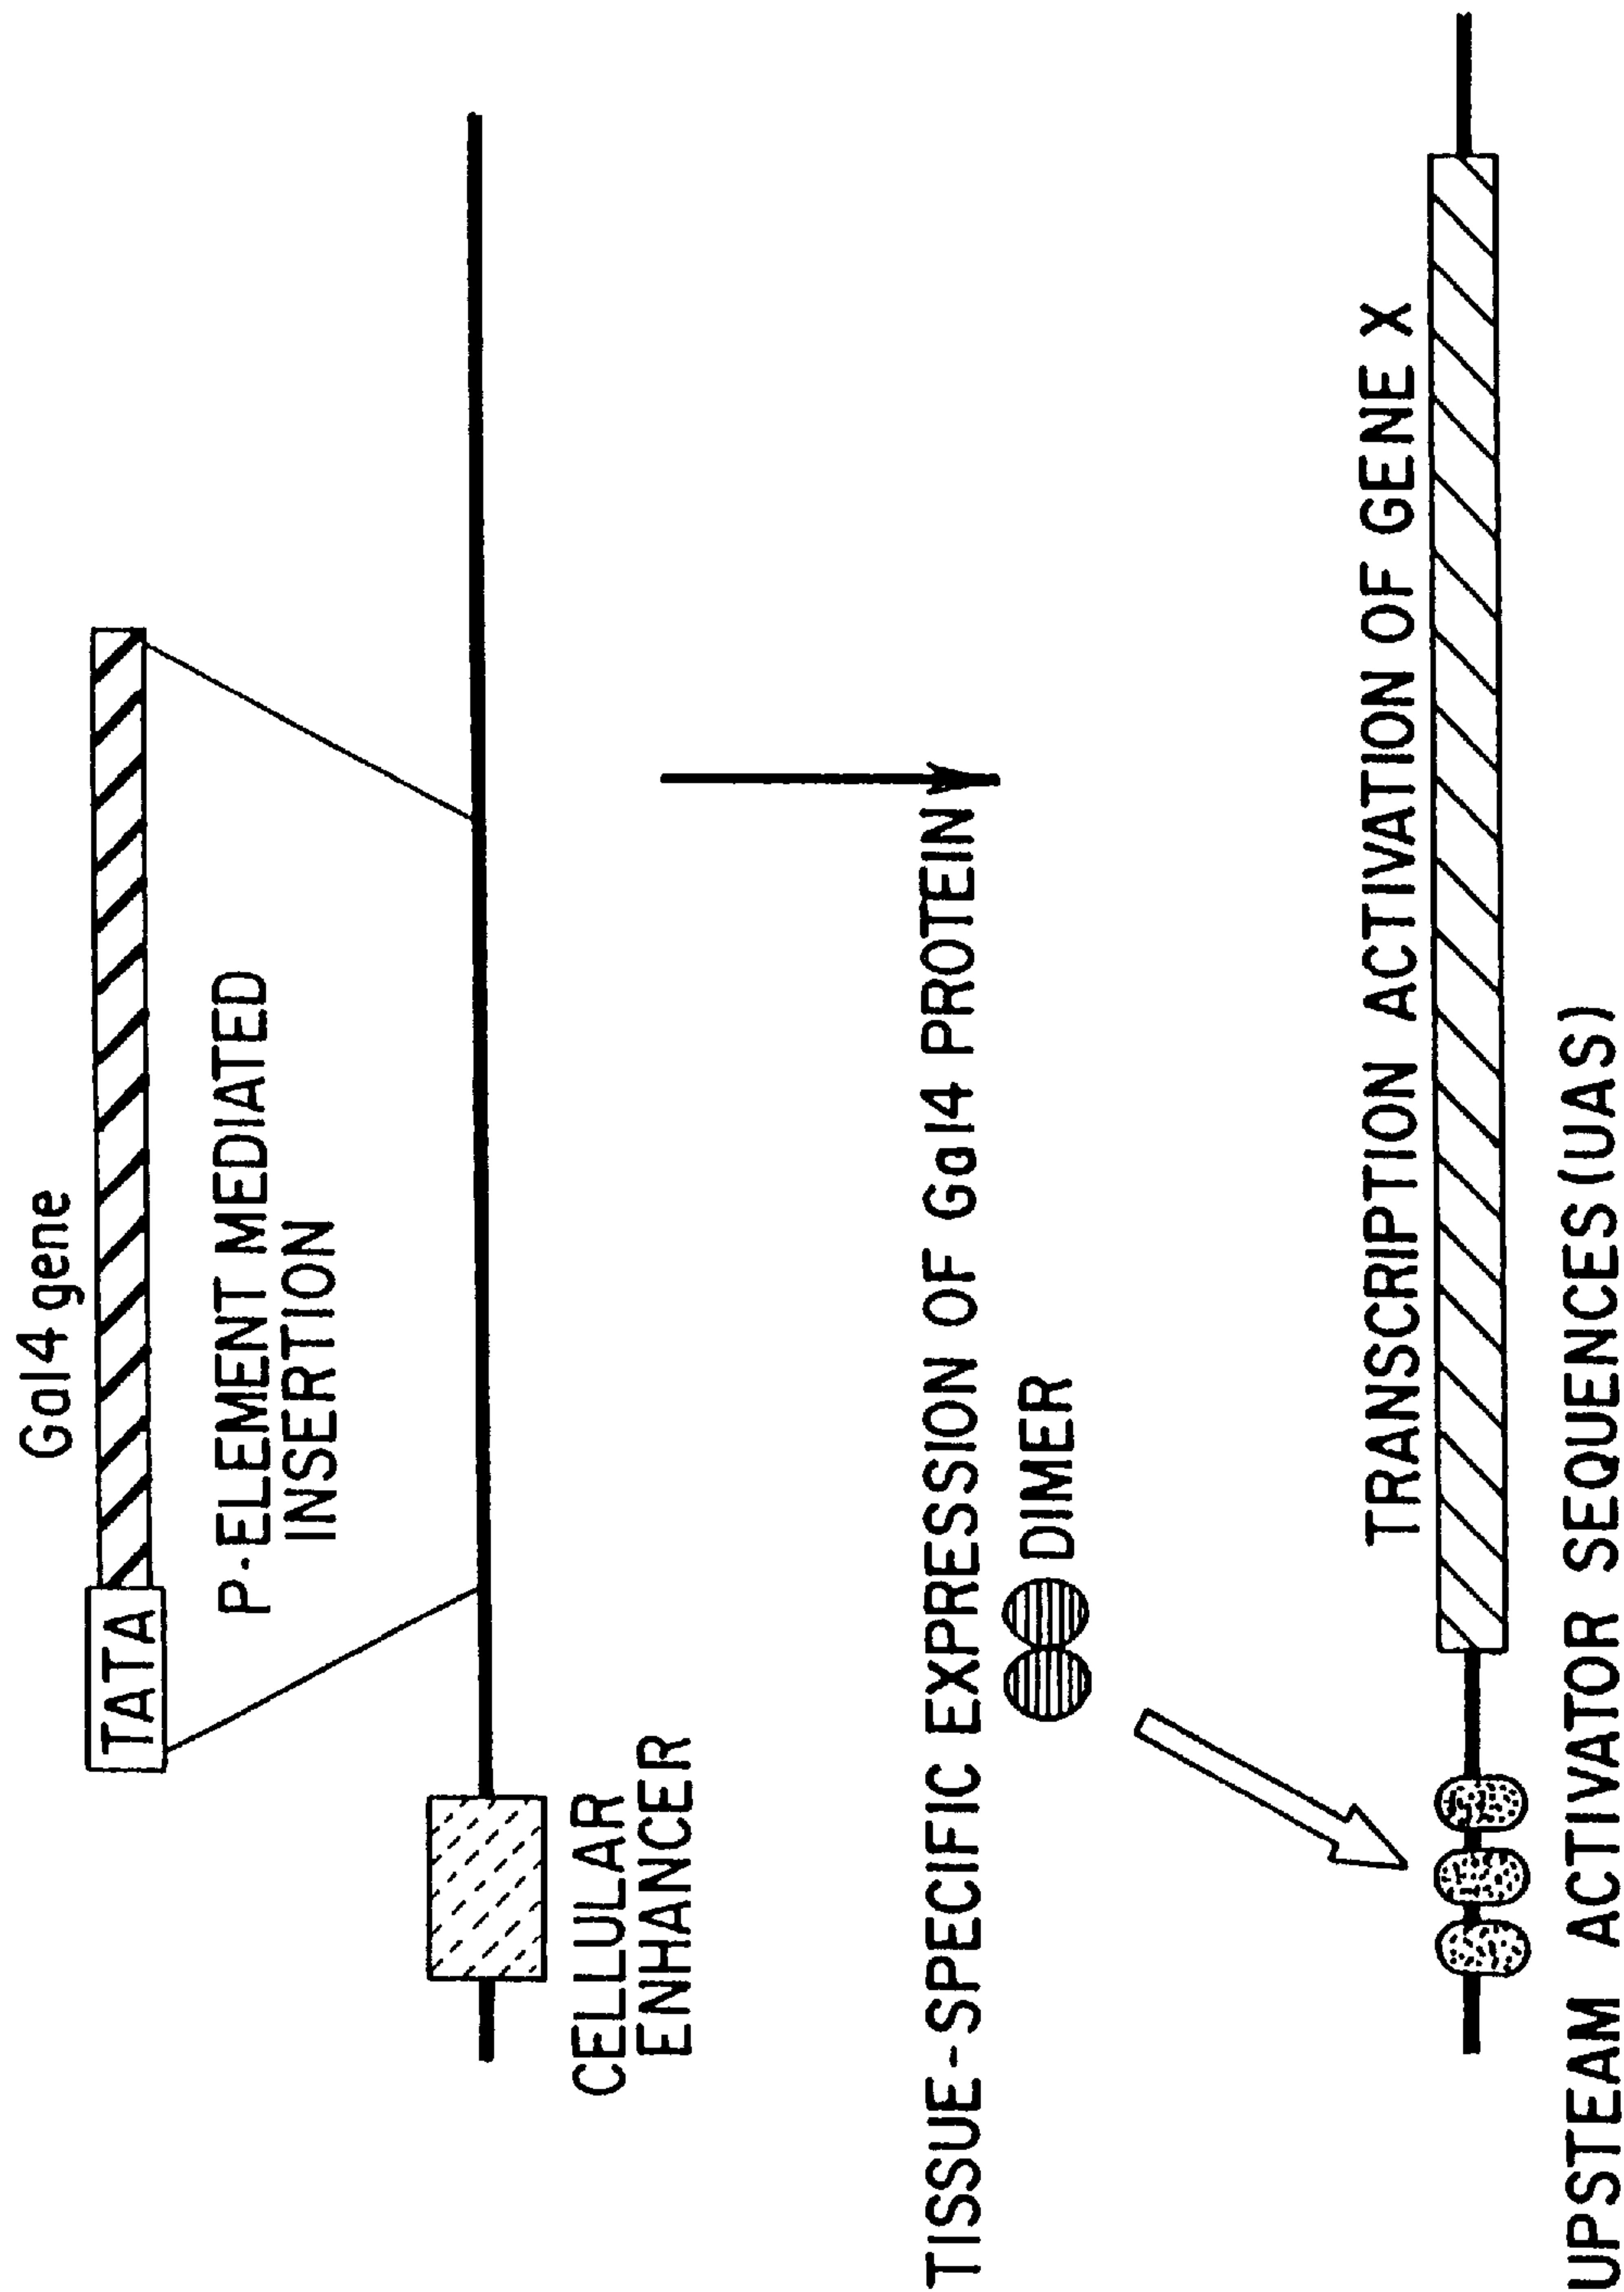 Gal4 gene
TATA
P-ELEMENT MEDIATED
INSERTION
CELLULAR
ENHANCER
TISSUE-SPECIFIC EXPRESSION OF Gal4 PROTEIN
DIMER
TRANSCRIPTION ACTIVATION OF GENE X
UPSTEAM ACTIVATOR SEQUENCES (UAS)